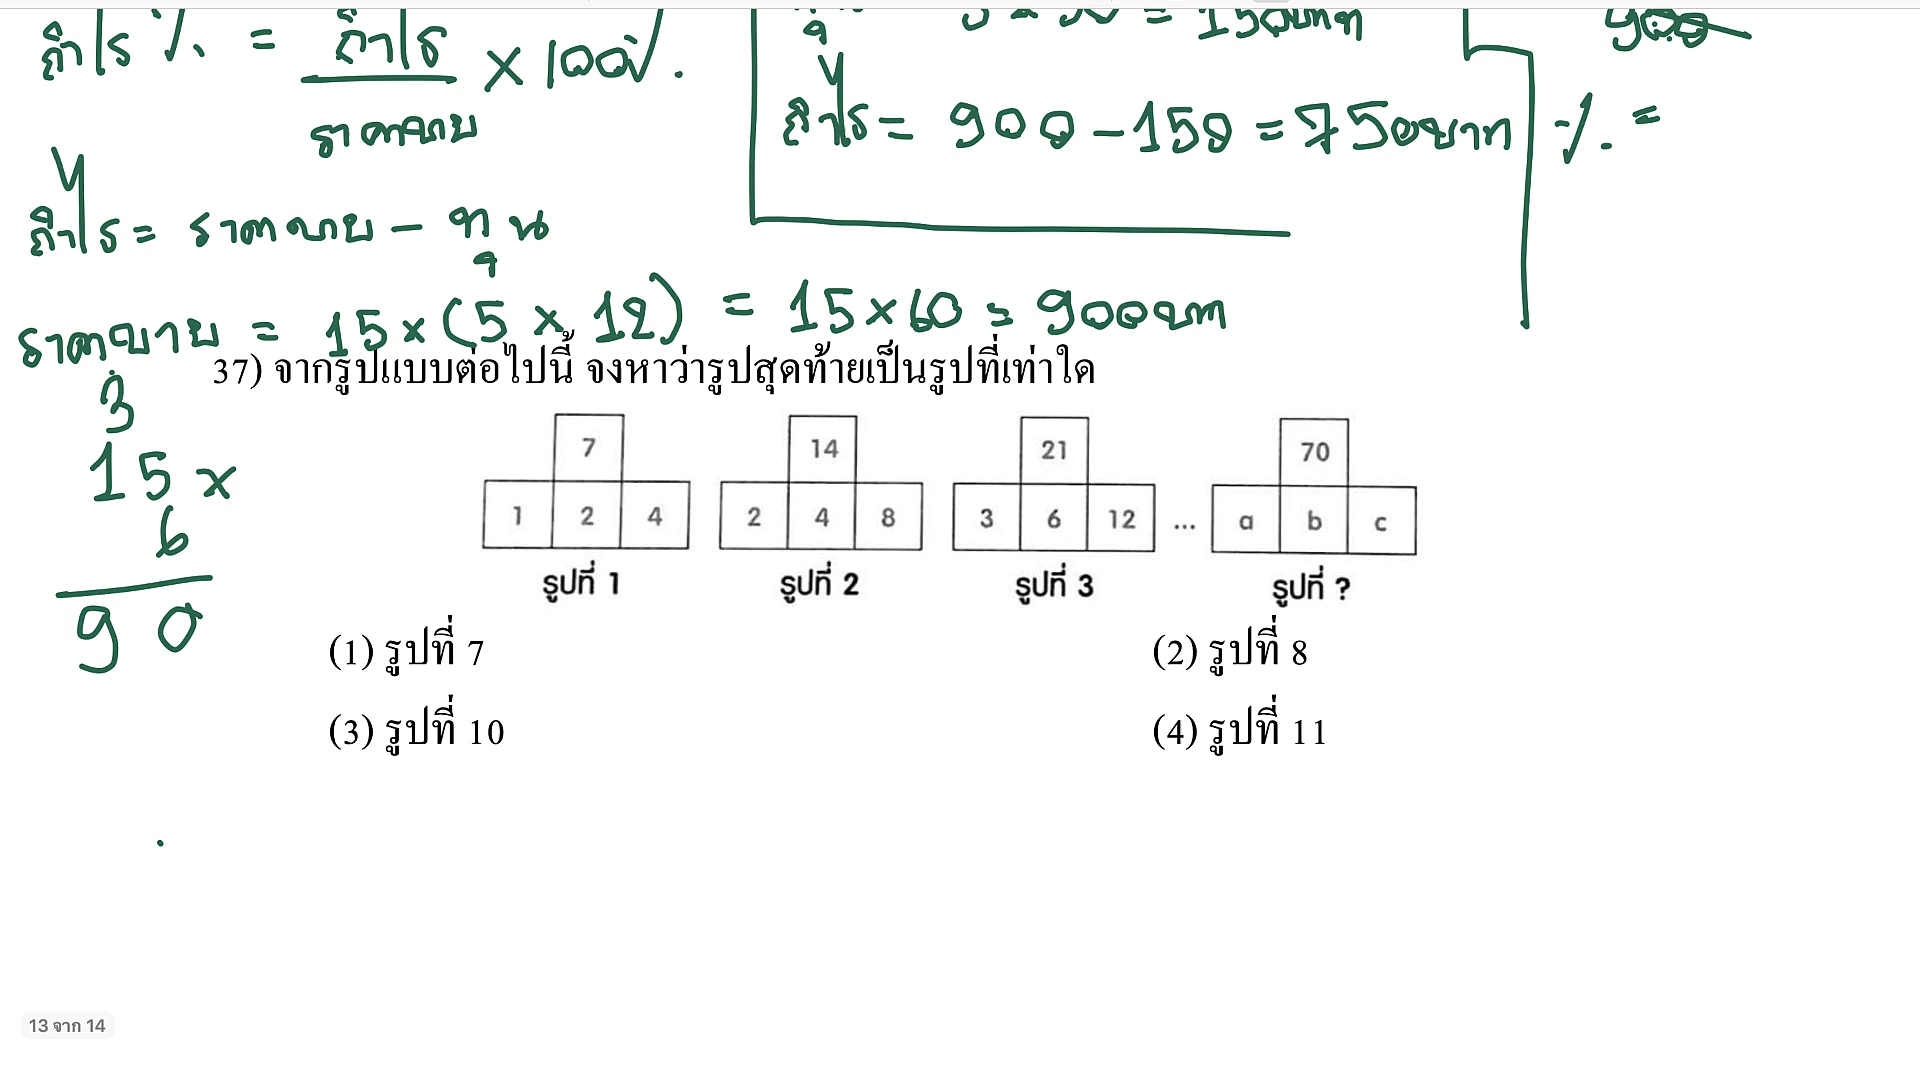 กำไร % = กำไร × 100% .
ราคาขาย
กำไร = 900 - 150 = 750บาท
% =
900
กำไร = ราคาขาย - ทุน
ราคาขาย = 15 × (5 × 12) = 15 × 60 = 900บาท
37) จากรูปแบบต่อไปนี้ จงหาว่ารูปสุดท้ายเป็นรูปที่เท่าใด
3
15 ×
6
90
7 14 21 70
1 2 4 2 4 8 3 6 12 ... a b c
รูปที่ 1 รูปที่ 2 รูปที่ 3 รูปที่ ?
(1) รูปที่ 7 (2) รูปที่ 8
(3) รูปที่ 10 (4) รูปที่ 11
13 จาก 14